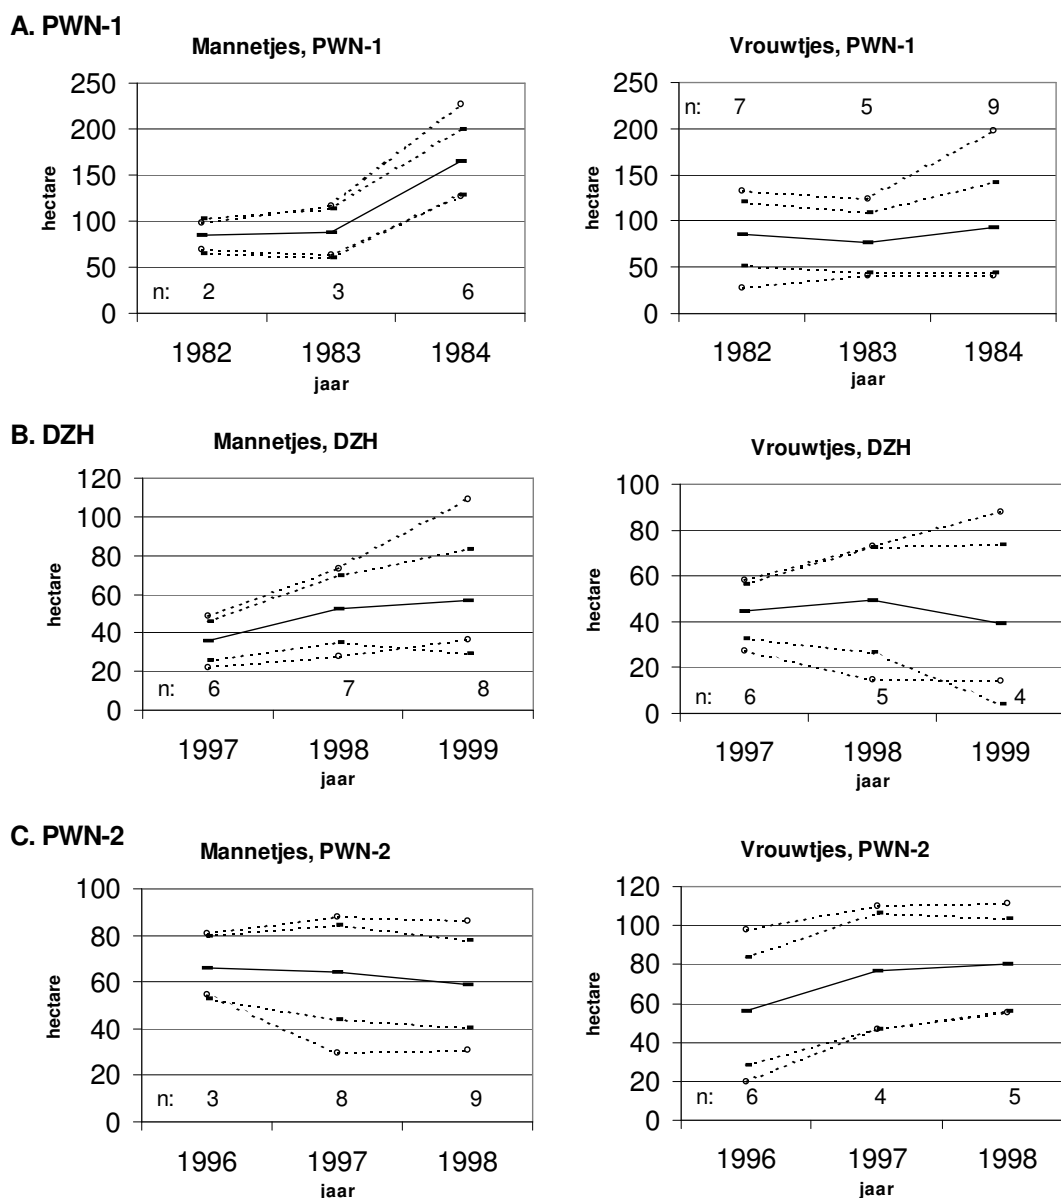 A. PWN-1
Mannetjes, PWN-1
250
200
150
100
50
0
hectare
n: 2 3 6
1982 1983 1984
jaar
Vrouwtjes, PWN-1
250
200
150
100
50
0
hectare
n: 7 5 9
1982 1983 1984
jaar
B. DZH
Mannetjes, DZH
120
100
80
60
40
20
0
hectare
n: 6 7 8
1997 1998 1999
jaar
Vrouwtjes, DZH
100
80
60
40
20
0
hectare
n: 6 5 4
1997 1998 1999
jaar
C. PWN-2
Mannetjes, PWN-2
100
80
60
40
20
0
hectare
n: 3 8 9
1996 1997 1998
jaar
Vrouwtjes, PWN-2
120
100
80
60
40
20
0
hectare
n: 6 4 5
1996 1997 1998
jaar